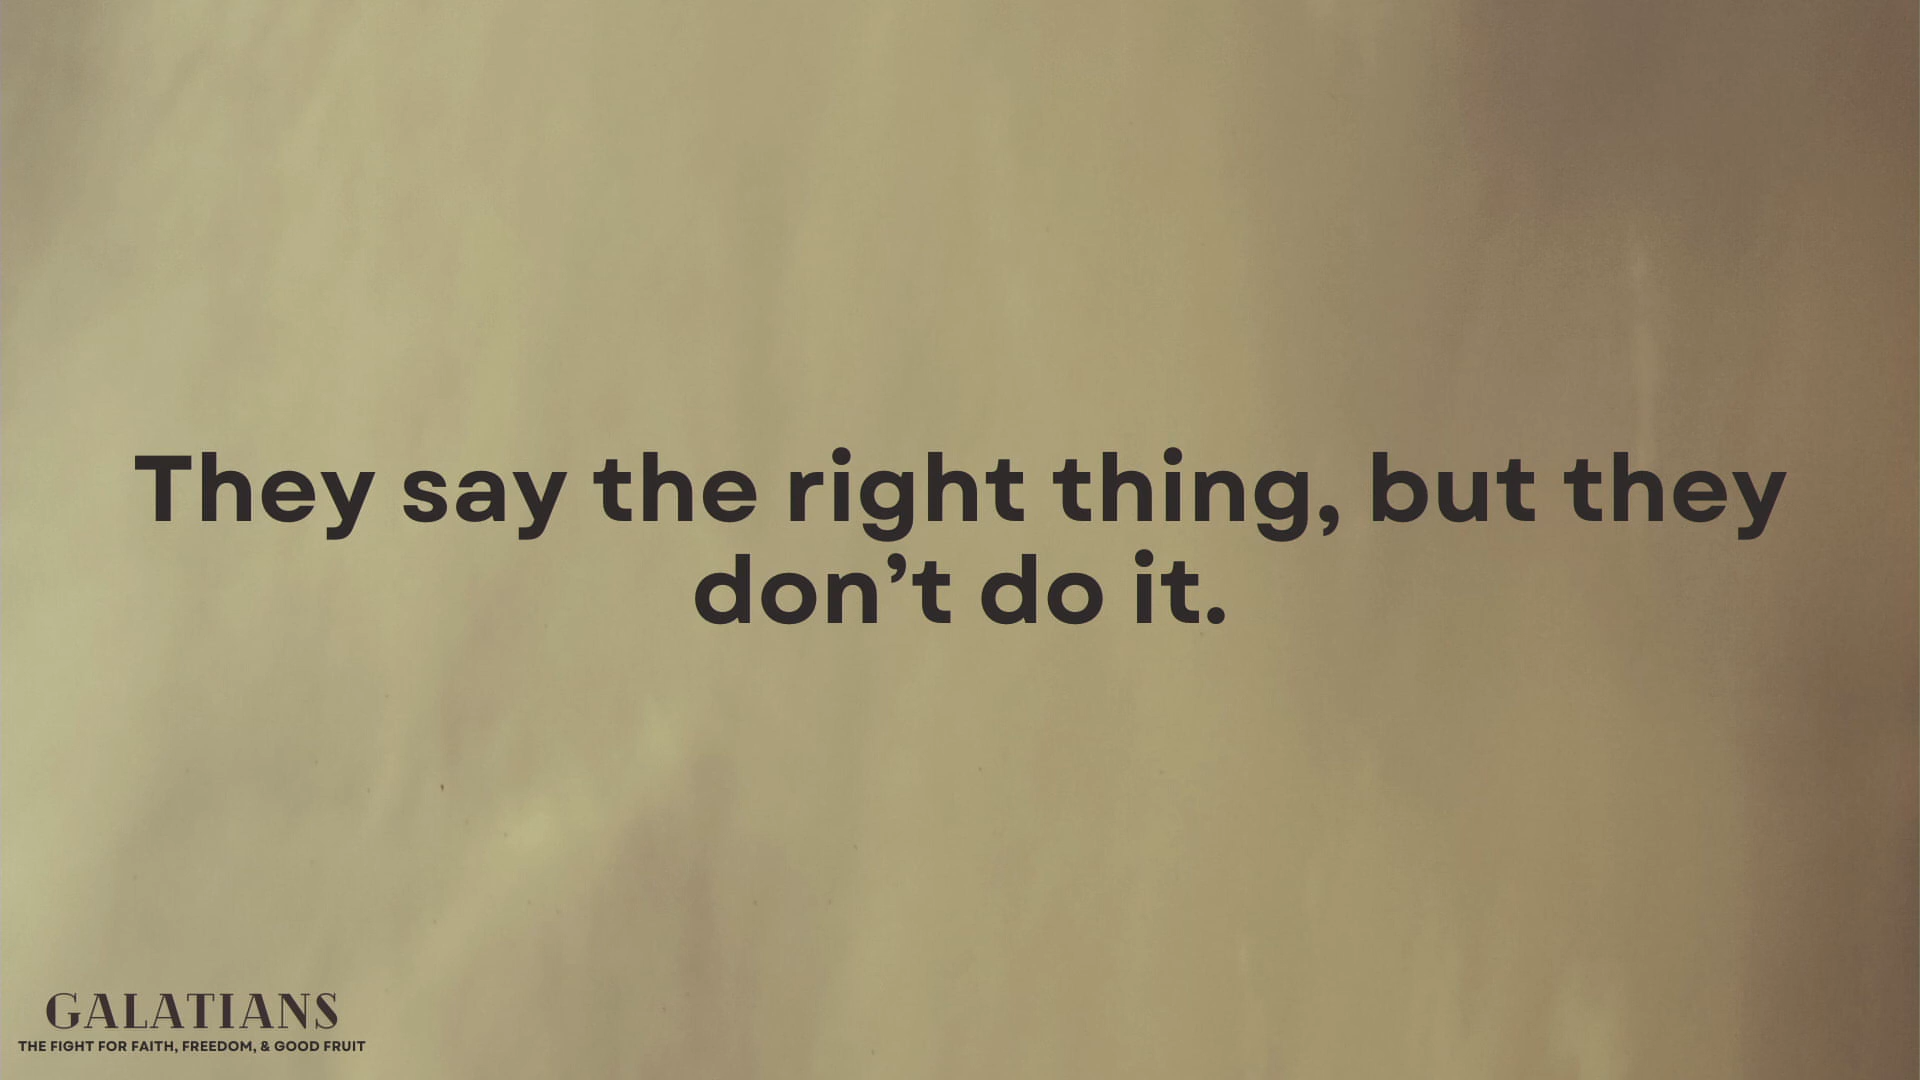 They say the right thing, but they
don’t do it.
GALATIANS
THE FIGHT FOR FAITH, FREEDOM, & GOOD FRUIT